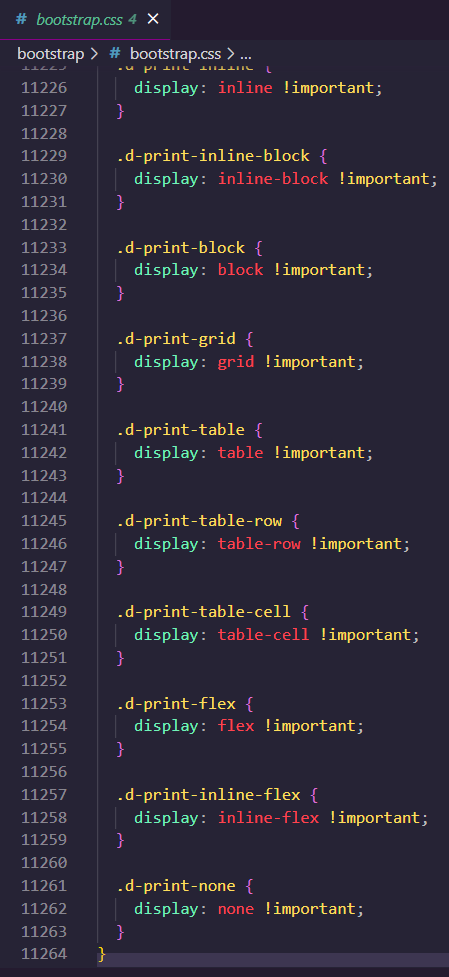 # bootstrap.css 4 ×
bootstrap > # bootstrap.css > ...
11225 .d-print-inline {
11226 display: inline !important;
11227 }
11228
11229 .d-print-inline-block {
11230 display: inline-block !important;
11231 }
11232
11233 .d-print-block {
11234 display: block !important;
11235 }
11236
11237 .d-print-grid {
11238 display: grid !important;
11239 }
11240
11241 .d-print-table {
11242 display: table !important;
11243 }
11244
11245 .d-print-table-row {
11246 display: table-row !important;
11247 }
11248
11249 .d-print-table-cell {
11250 display: table-cell !important;
11251 }
11252
11253 .d-print-flex {
11254 display: flex !important;
11255 }
11256
11257 .d-print-inline-flex {
11258 display: inline-flex !important;
11259 }
11260
11261 .d-print-none {
11262 display: none !important;
11263 }
11264 }